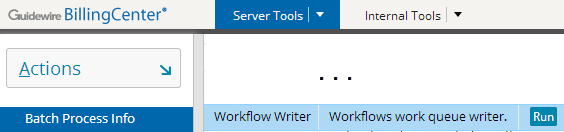 Guidewire BillingCenter® Server Tools Internal Tools
Actions
...
Batch Process Info Workflow Writer Workflows work queue writer. Run